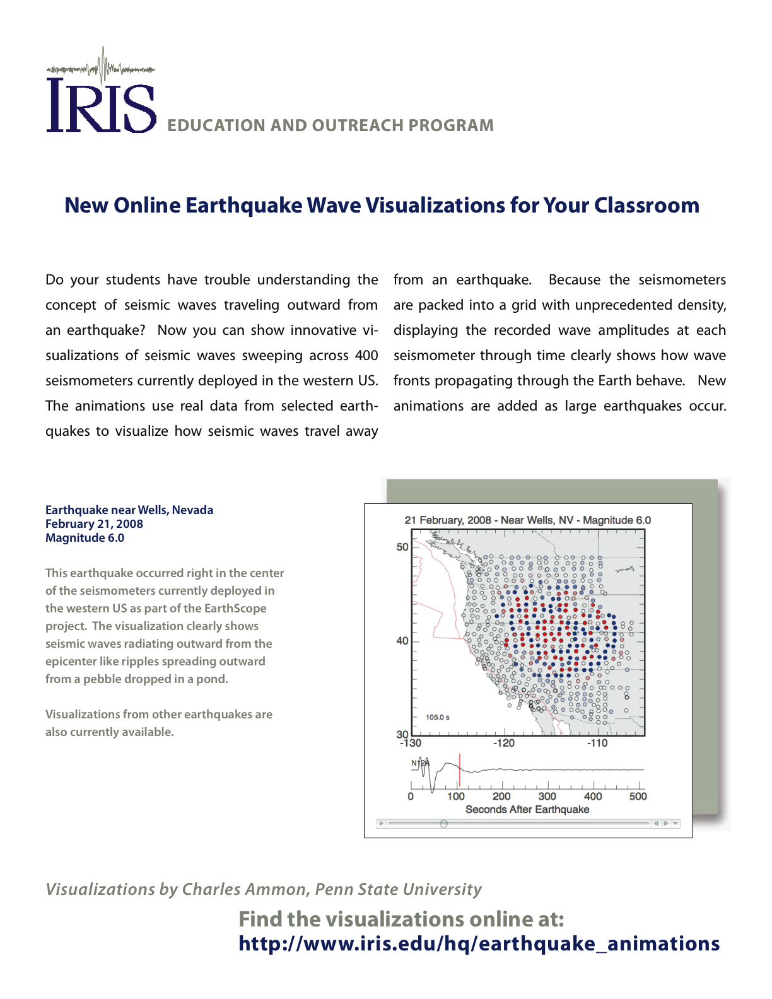 IRIS
EDUCATION AND OUTREACH PROGRAM
New Online Earthquake Wave Visualizations for Your Classroom
Do your students have trouble understanding the
concept of seismic waves traveling outward from
an earthquake?  Now you can show innovative vi-
sualizations of seismic waves sweeping across 400
seismometers currently deployed in the western US.
The animations use real data from selected earth-
quakes to visualize how seismic waves travel away
from an earthquake.  Because the seismometers
are packed into a grid with unprecedented density,
displaying the recorded wave amplitudes at each
seismometer through time clearly shows how wave
fronts propagating through the Earth behave.  New
animations are added as large earthquakes occur.
Earthquake near Wells, Nevada
February 21, 2008
Magnitude 6.0
This earthquake occurred right in the center
of the seismometers currently deployed in
the western US as part of the EarthScope
project.  The visualization clearly shows
seismic waves radiating outward from the
epicenter like ripples spreading outward
from a pebble dropped in a pond.
Visualizations from other earthquakes are
also currently available.
21 February, 2008 - Near Wells, NV - Magnitude 6.0
50
40
105.0 s
30
-130 -120 -110
N12A
0 100 200 300 400 500
Seconds After Earthquake
Visualizations by Charles Ammon, Penn State University
Find the visualizations online at:
http://www.iris.edu/hq/earthquake_animations